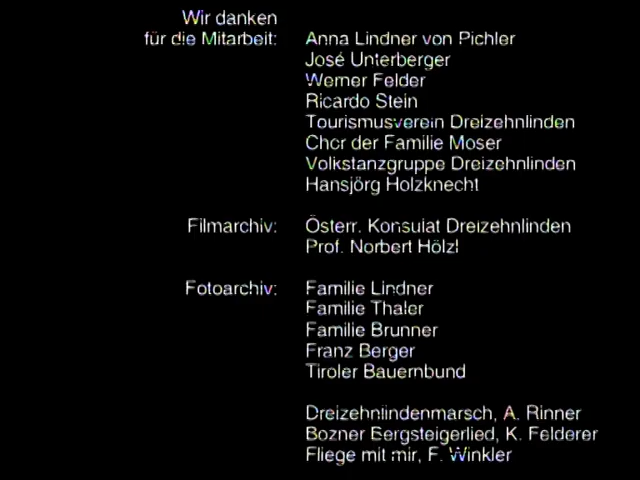 Wir danken
für die Mitarbeit: Anna Lindner von Pichler
José Unterberger
Werner Felder
Ricardo Stein
Tourismusverein Dreizehnlinden
Chor der Familie Moser
Volkstanzgruppe Dreizehnlinden
Hansjörg Holzknecht
Filmarchiv: Österr. Konsulat Dreizehnlinden
Prof. Norbert Hölzl
Fotoarchiv: Familie Lindner
Familie Thaler
Familie Brunner
Franz Berger
Tiroler Bauernbund
Dreizehnlindenmarsch, A. Rinner
Bozner Bergsteigerlied, K. Felderer
Fliege mit mir, F. Winkler